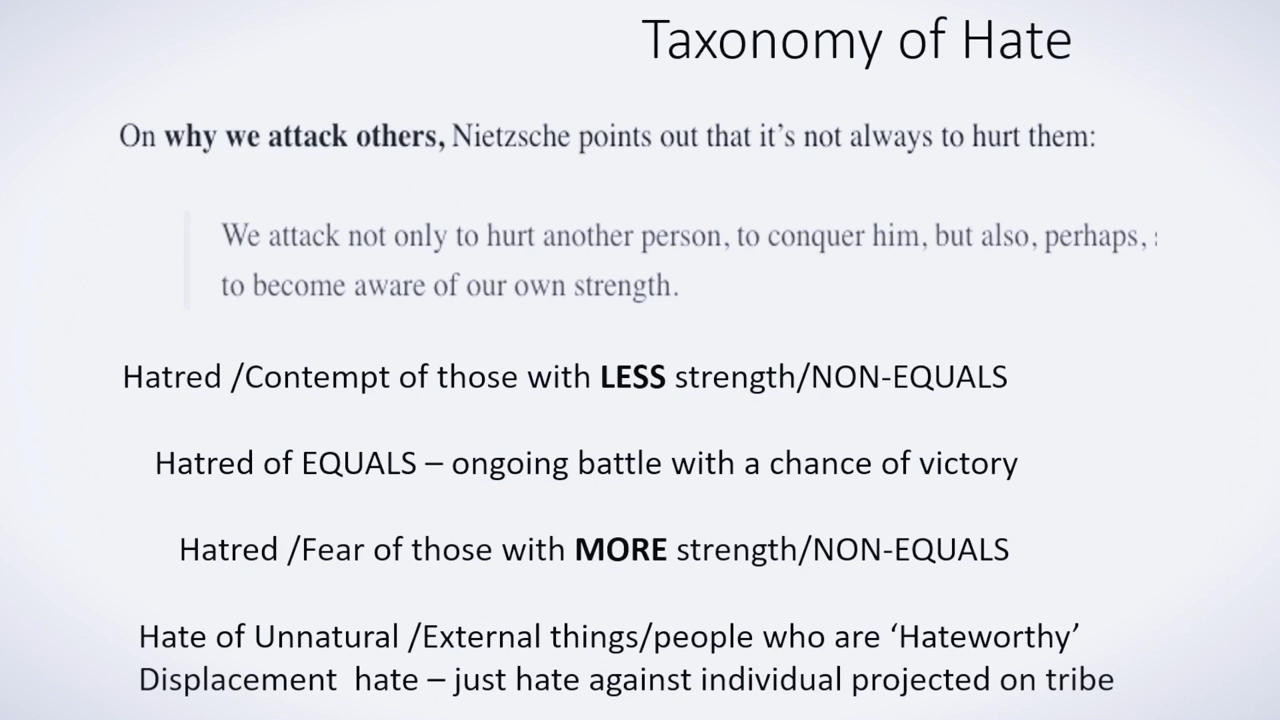 Taxonomy of Hate
On why we attack others, Nietzsche points out that it's not always to hurt them:
We attack not only to hurt another person, to conquer him, but also, perhaps,
to become aware of our own strength.
Hatred /Contempt of those with LESS strength/NON-EQUALS
Hatred of EQUALS – ongoing battle with a chance of victory
Hatred /Fear of those with MORE strength/NON-EQUALS
Hate of Unnatural /External things/people who are ‘Hateworthy’
Displacement  hate – just hate against individual projected on tribe